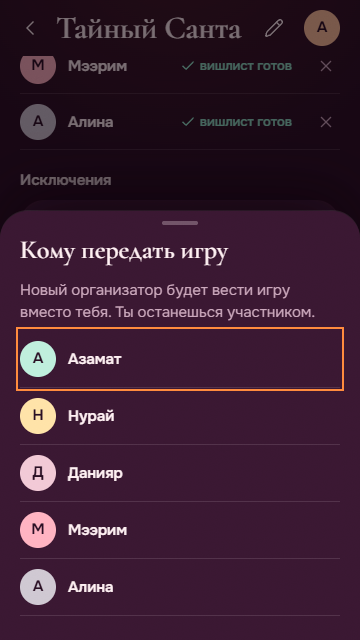 Тайный Санта
А
М Мээрим ✓ вишлист готов ×
А Алина ✓ вишлист готов ×
Исключения
Кому передать игру
Новый организатор будет вести игру
вместо тебя. Ты останешься участником.
А Азамат
Н Нурай
Д Данияр
М Мээрим
А Алина